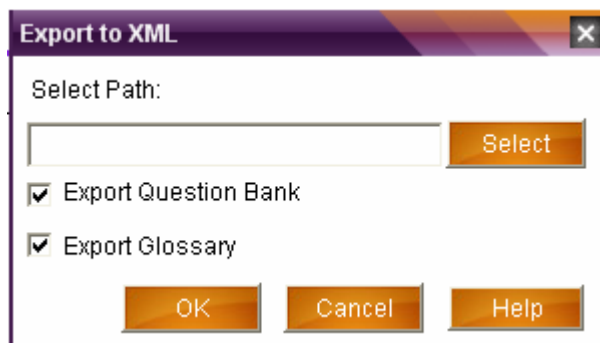 Export to XML
Select Path:
Select
Export Question Bank
Export Glossary
OK Cancel Help